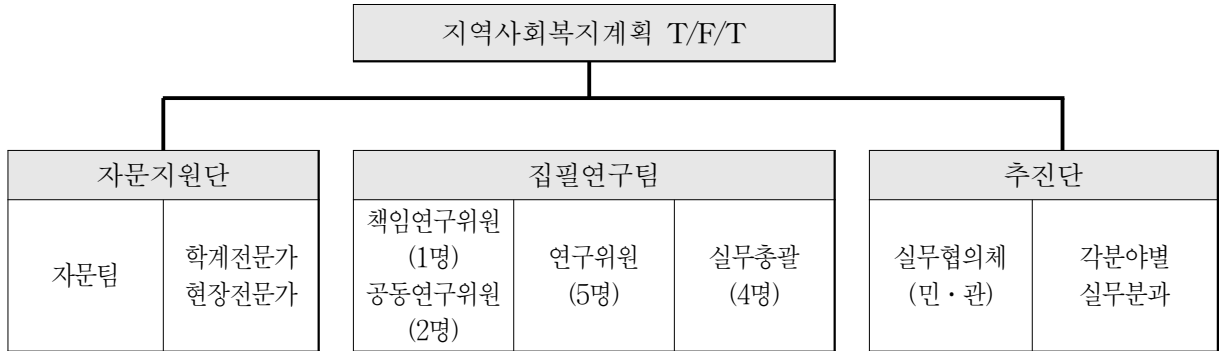 지역사회복지계획 T/F/T
자문지원단
자문팀
학계전문가
현장전문가
집필연구팀
책임연구위원
(1명)
공동연구위원
(2명)
연구위원
(5명)
실무총괄
(4명)
추진단
실무협의체
(민・관)
각분야별
실무분과